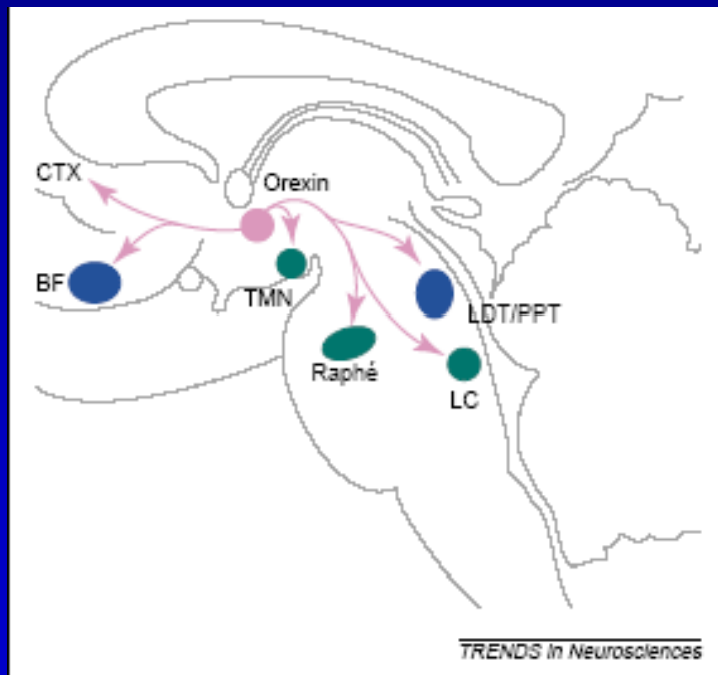 CTX
Orexin
BF
TMN
LDT/PPT
Raphé
LC
TRENDS in Neurosciences